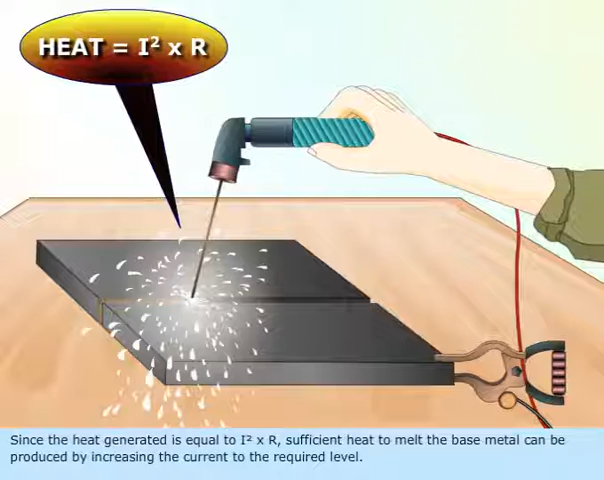 HEAT = I² x R
Since the heat generated is equal to I² x R, sufficient heat to melt the base metal can be
produced by increasing the current to the required level.